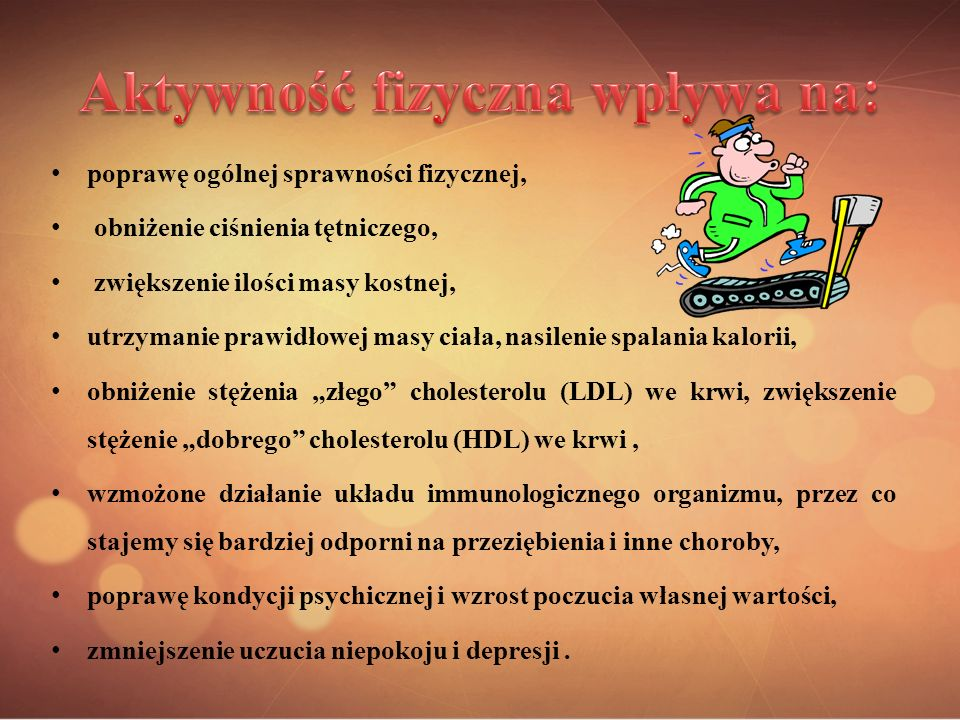 Aktywność fizyczna wpływa na:
• poprawę ogólnej sprawności fizycznej,
• obniżenie ciśnienia tętniczego,
• zwiększenie ilości masy kostnej,
• utrzymanie prawidłowej masy ciała, nasilenie spalania kalorii,
• obniżenie stężenia „złego” cholesterolu (LDL) we krwi, zwiększenie
stężenie „dobrego” cholesterolu (HDL) we krwi ,
• wzmożone działanie układu immunologicznego organizmu, przez co
stajemy się bardziej odporni na przeziębienia i inne choroby,
• poprawę kondycji psychicznej i wzrost poczucia własnej wartości,
• zmniejszenie uczucia niepokoju i depresji .